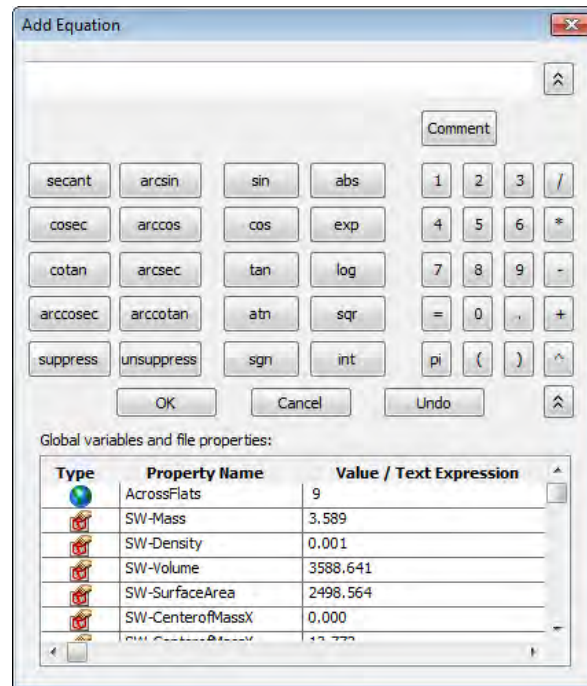 Add Equation
Comment
secant arcsin sin abs 1 2 3 /
cosec arccos cos exp 4 5 6 *
cotan arcsec tan log 7 8 9 -
arccosec arccotan atn sqr = 0 . +
suppress unsuppress sgn int pi ( ) ^
OK Cancel Undo
Global variables and file properties:
Type Property Name Value / Text Expression
AcrossFlats 9
SW-Mass 3.589
SW-Density 0.001
SW-Volume 3588.641
SW-SurfaceArea 2498.564
SW-CenterofMassX 0.000